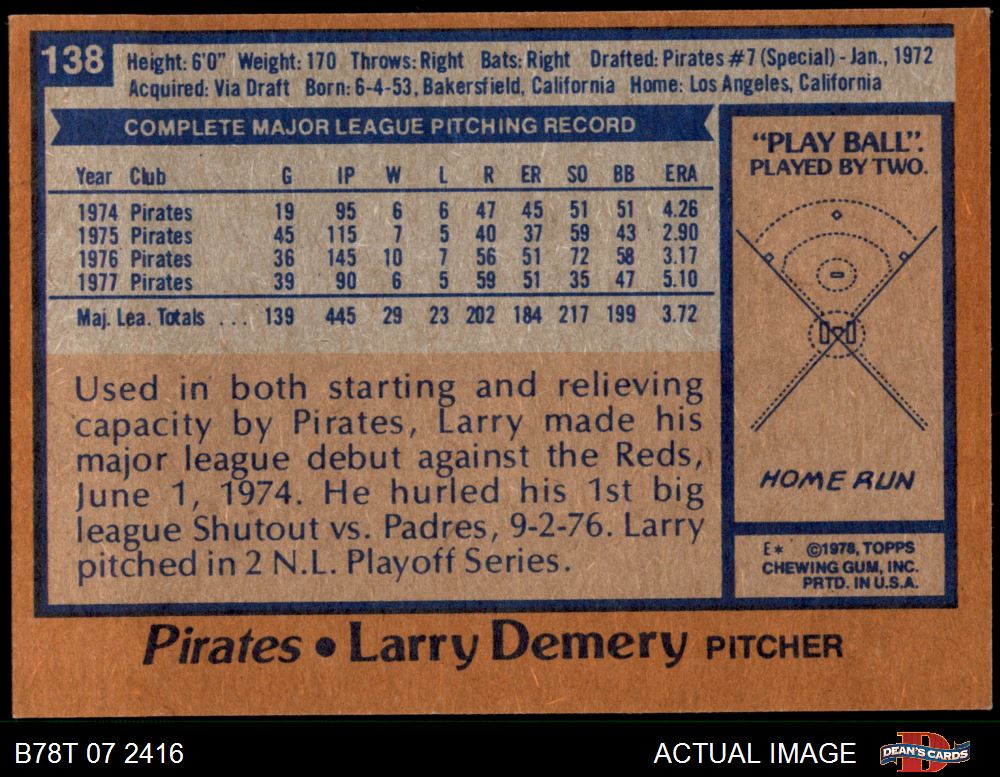 138
Height: 6'0" Weight: 170 Throws: Right Bats: Right Drafted: Pirates #7 (Special) - Jan., 1972
Acquired: Via Draft Born: 6-4-53, Bakersfield, California Home: Los Angeles, California
COMPLETE MAJOR LEAGUE PITCHING RECORD
Year Club G IP W L R ER SO BB ERA
1974 Pirates 19 95 6 6 47 45 51 51 4.26
1975 Pirates 45 115 7 5 40 37 59 43 2.90
1976 Pirates 36 145 10 7 56 51 72 58 3.17
1977 Pirates 39 90 6 5 59 51 35 47 5.10
Maj. Lea. Totals ... 139 445 29 23 202 184 217 199 3.72
Used in both starting and relieving
capacity by Pirates, Larry made his
major league debut against the Reds,
June 1, 1974. He hurled his 1st big
league Shutout vs. Padres, 9-2-76. Larry
pitched in 2 N.L. Playoff Series.
"PLAY BALL".
PLAYED BY TWO.
HOME RUN
E* ©1978, TOPPS
CHEWING GUM, INC.
PRTD. IN U.S.A.
Pirates • Larry Demery PITCHER
B78T 07 2416
ACTUAL IMAGE
D
DEAN'S CARDS